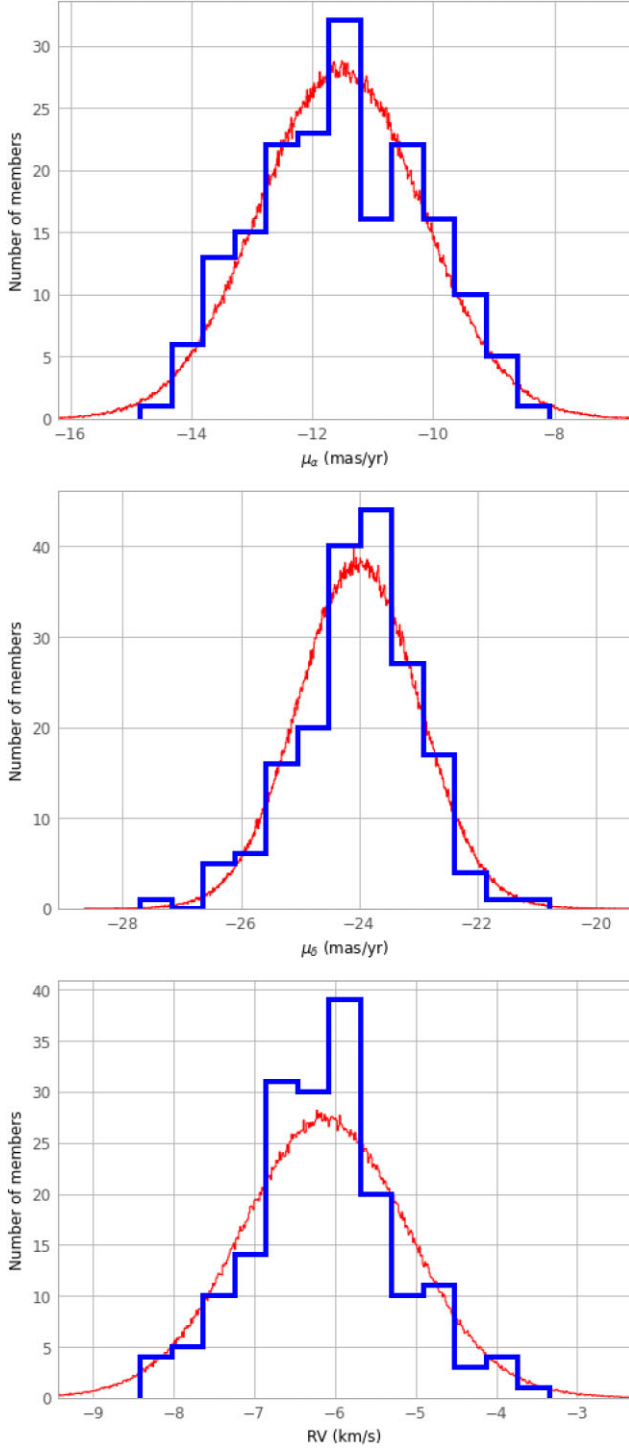 30
25
20
15
10
5
0
Number of members
−16 −14 −12 −10 −8
μα (mas/yr)
40
30
20
10
0
Number of members
−28 −26 −24 −22 −20
μδ (mas/yr)
40
35
30
25
20
15
10
5
0
Number of members
−9 −8 −7 −6 −5 −4 −3
RV (km/s)